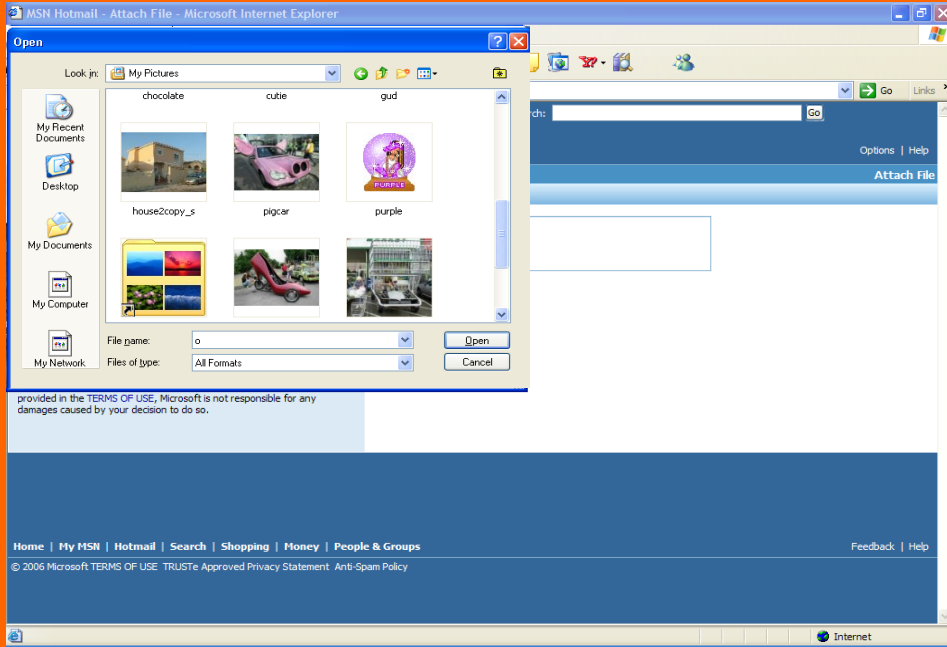 MSN Hotmail - Attach File - Microsoft Internet Explorer
Open
Look in:
My Pictures
chocolate
cutie
gud
My Recent
Documents
Desktop
My Documents
My Computer
My Network
PURPLE
house2copy_s
pigcar
purple
File name:
o
Open
Files of type:
All Formats
Cancel
Go
Links
rch:
Go
Options | Help
Attach File
provided in the TERMS OF USE, Microsoft is not responsible for any
damages caused by your decision to do so.
Home | My MSN | Hotmail | Search | Shopping | Money | People & Groups
Feedback | Help
© 2006 Microsoft TERMS OF USE TRUSTe Approved Privacy Statement Anti-Spam Policy
Internet